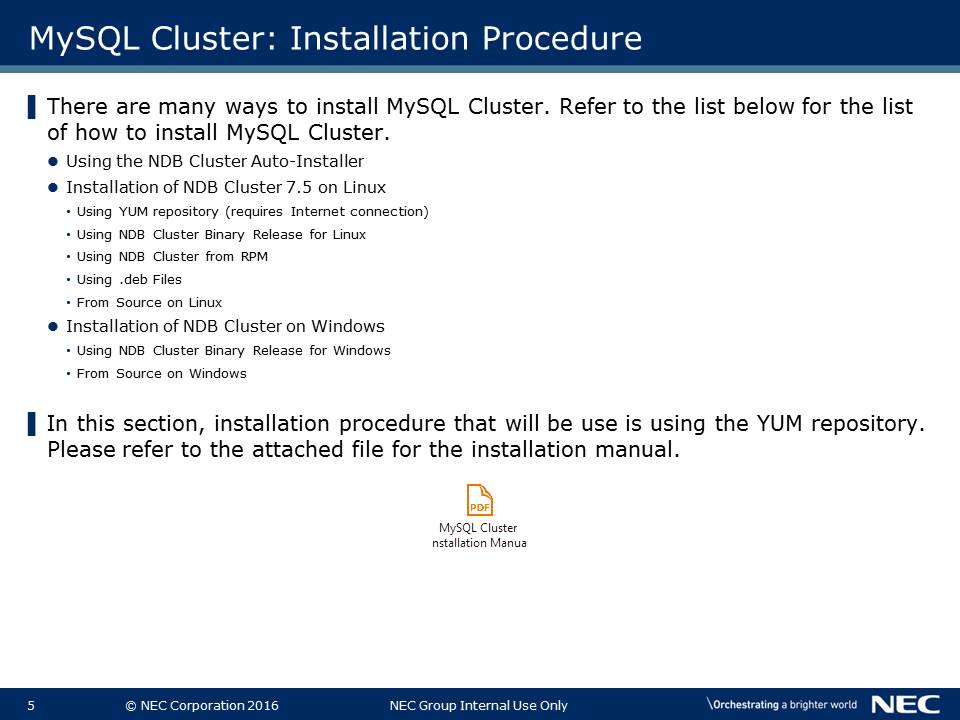 MySQL Cluster: Installation Procedure
There are many ways to install MySQL Cluster. Refer to the list below for the list
of how to install MySQL Cluster.
Using the NDB Cluster Auto-Installer
Installation of NDB Cluster 7.5 on Linux
Using YUM repository (requires Internet connection)
Using NDB Cluster Binary Release for Linux
Using NDB Cluster from RPM
Using .deb Files
From Source on Linux
Installation of NDB Cluster on Windows
Using NDB Cluster Binary Release for Windows
From Source on Windows
In this section, installation procedure that will be use is using the YUM repository.
Please refer to the attached file for the installation manual.
PDF
MySQL Cluster
nstallation Manua
5 © NEC Corporation 2016 NEC Group Internal Use Only \Orchestrating a brighter world NEC